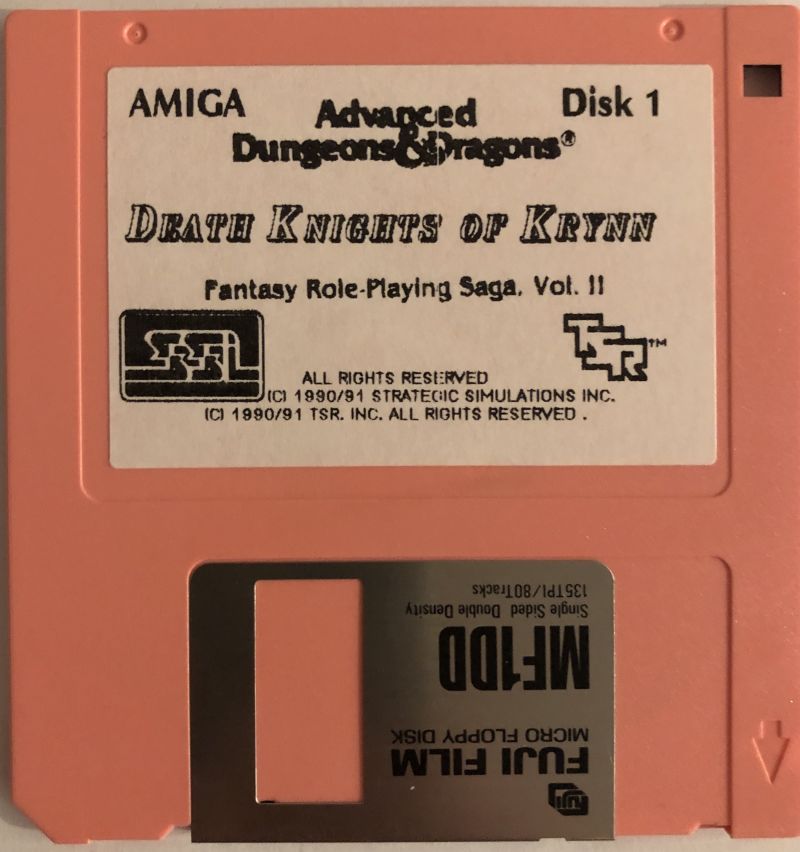 AMIGA
Disk 1
Advanced
Dungeons & Dragons®
DEATH KNIGHTS OF KRYNN
Fantasy Role-Playing Saga, Vol. II
SSI
TSR™
ALL RIGHTS RESERVED
(C) 1990/91 STRATEGIC SIMULATIONS INC.
(C) 1990/91 TSR. INC. ALL RIGHTS RESERVED .
FUJI
FUJI FILM
MICRO FLOPPY DISK
MF1DD
Single Sided Double Density
135TPI/80Tracks